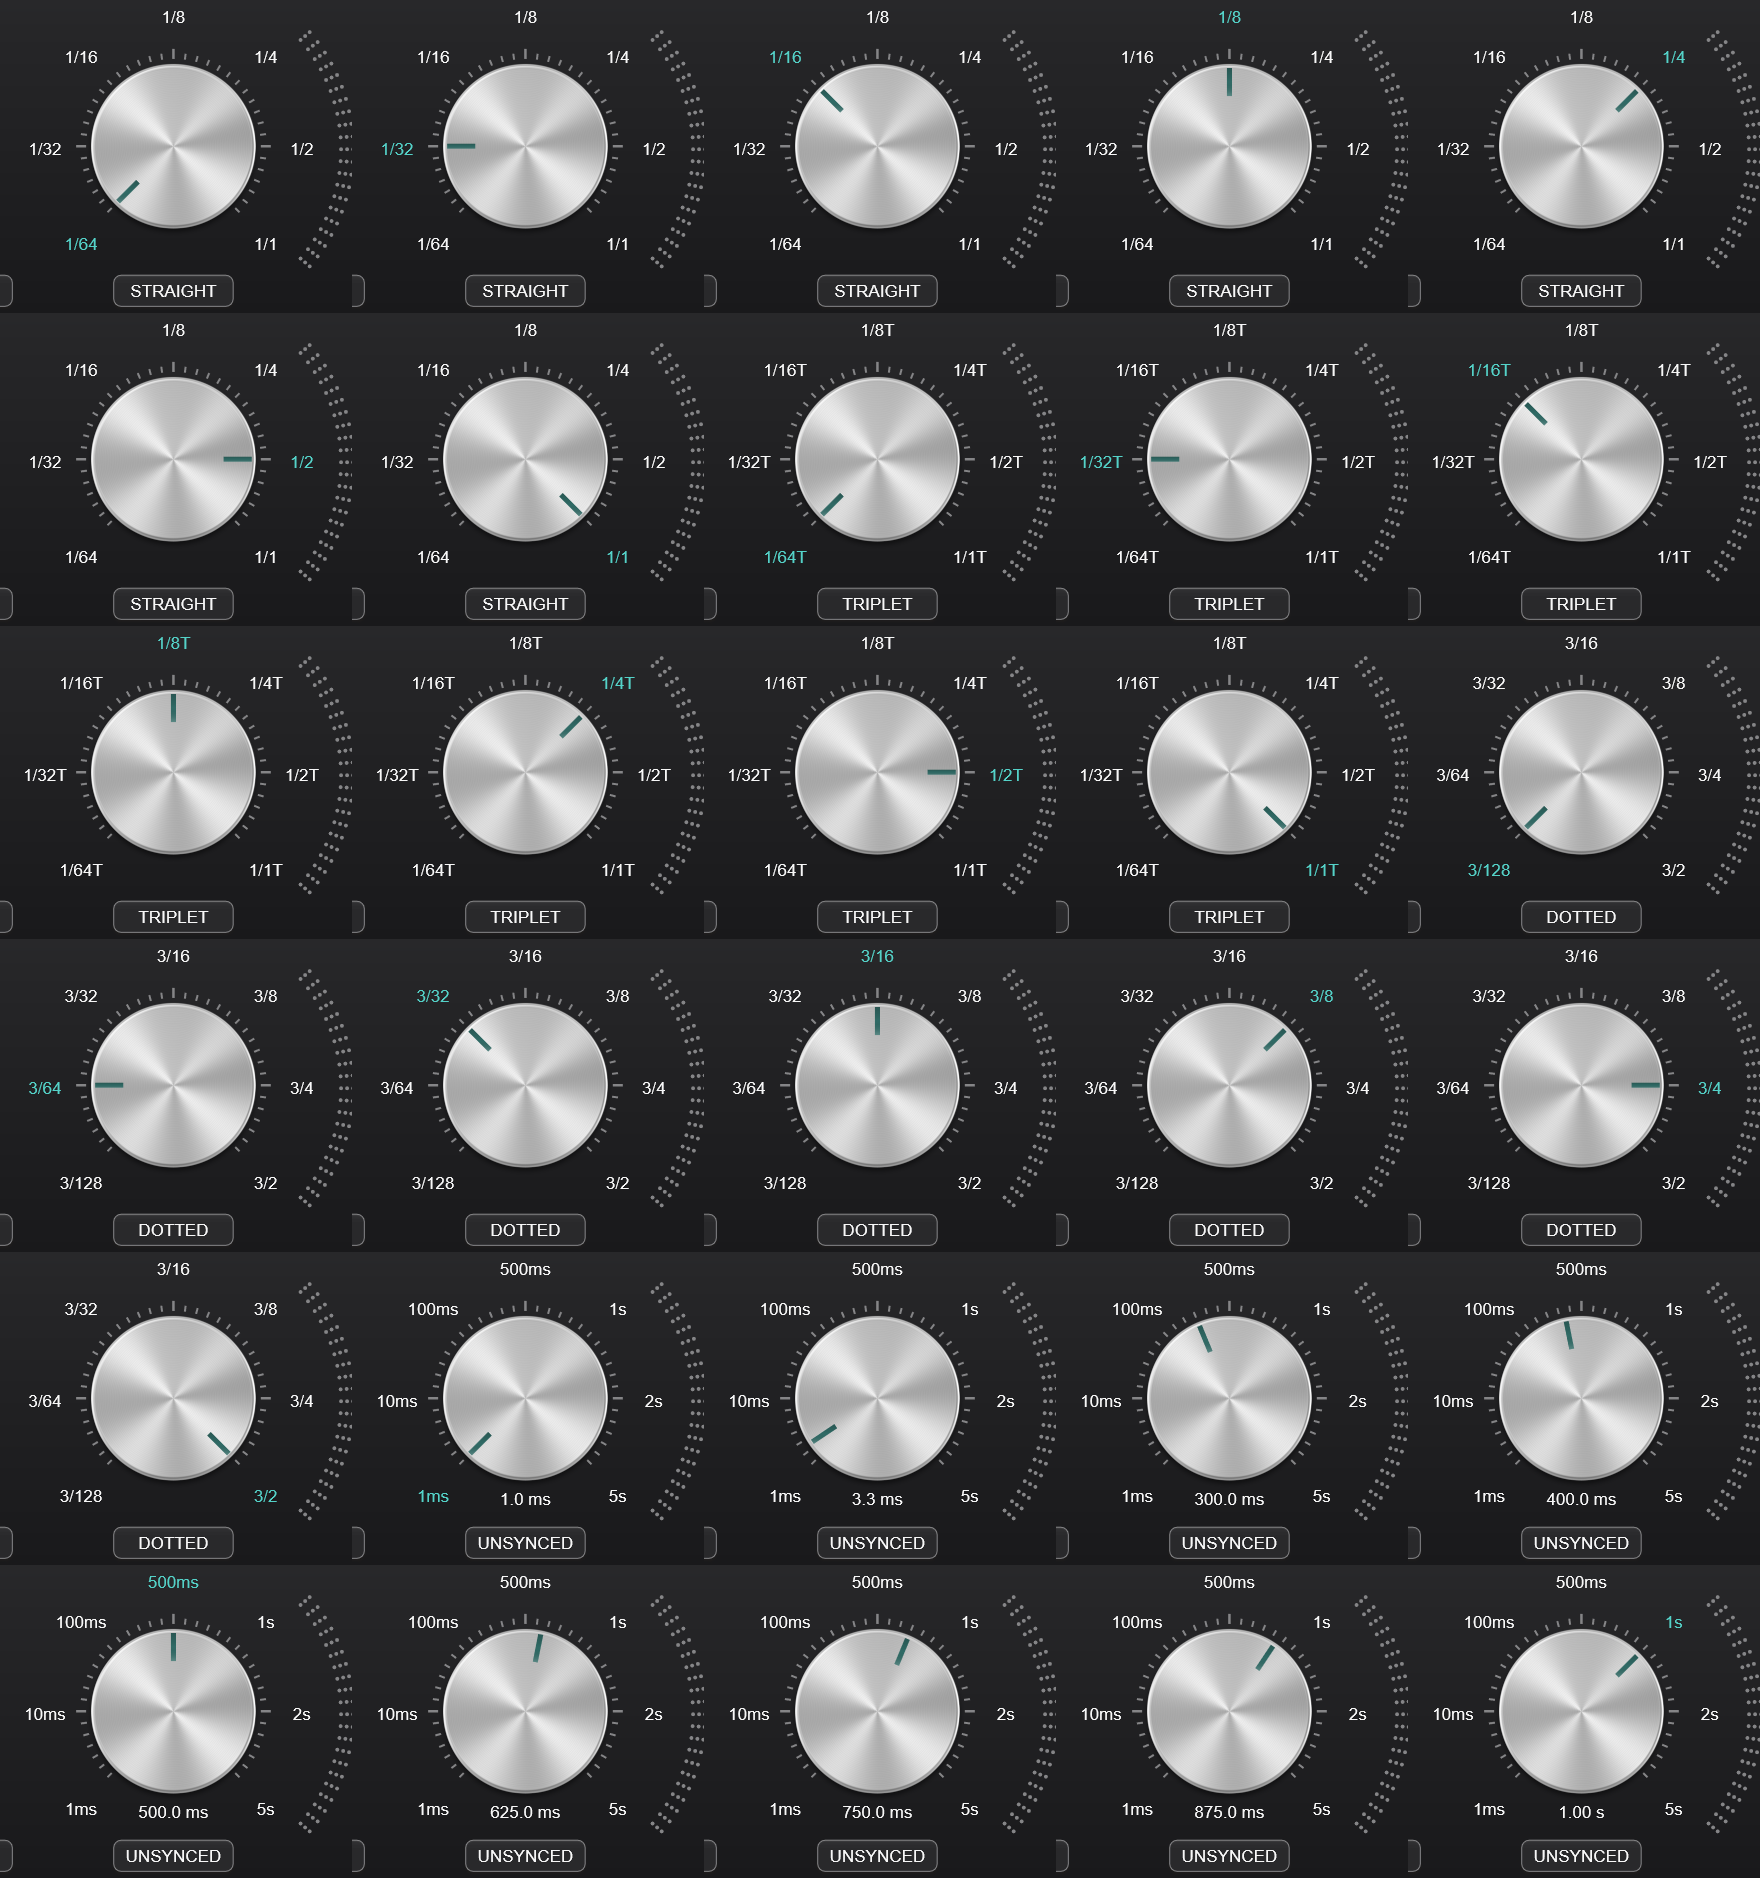 1/8 1/8 1/8 1/8 1/8
1/16 1/4 1/16 1/4 1/16 1/4 1/16 1/4 1/16 1/4
1/32 1/2 1/32 1/2 1/32 1/2 1/32 1/2 1/32 1/2
1/64 1/1 1/64 1/1 1/64 1/1 1/64 1/1 1/64 1/1
STRAIGHT STRAIGHT STRAIGHT STRAIGHT STRAIGHT
1/8 1/8 1/8T 1/8T 1/8T
1/16 1/4 1/16 1/4 1/16T 1/4T 1/16T 1/4T 1/16T 1/4T
1/32 1/2 1/32 1/2 1/32T 1/2T 1/32T 1/2T 1/32T 1/2T
1/64 1/1 1/64 1/1 1/64T 1/1T 1/64T 1/1T 1/64T 1/1T
STRAIGHT STRAIGHT TRIPLET TRIPLET TRIPLET
1/8T 1/8T 1/8T 1/8T 3/16
1/16T 1/4T 1/16T 1/4T 1/16T 1/4T 1/16T 1/4T 3/32 3/8
1/32T 1/2T 1/32T 1/2T 1/32T 1/2T 1/32T 1/2T 3/64 3/4
1/64T 1/1T 1/64T 1/1T 1/64T 1/1T 1/64T 1/1T 3/128 3/2
TRIPLET TRIPLET TRIPLET TRIPLET DOTTED
3/16 3/16 3/16 3/16 3/16
3/32 3/8 3/32 3/8 3/32 3/8 3/32 3/8 3/32 3/8
3/64 3/4 3/64 3/4 3/64 3/4 3/64 3/4 3/64 3/4
3/128 3/2 3/128 3/2 3/128 3/2 3/128 3/2 3/128 3/2
DOTTED DOTTED DOTTED DOTTED DOTTED
3/16 500ms 500ms 500ms 500ms
3/32 3/8 100ms 1s 100ms 1s 100ms 1s 100ms 1s
3/64 3/4 10ms 2s 10ms 2s 10ms 2s 10ms 2s
3/128 3/2 1ms 1.0 ms 5s 1ms 3.3 ms 5s 1ms 300.0 ms 5s 1ms 400.0 ms 5s
DOTTED UNSYNCED UNSYNCED UNSYNCED UNSYNCED
500ms 500ms 500ms 500ms 500ms
100ms 1s 100ms 1s 100ms 1s 100ms 1s 100ms 1s
10ms 2s 10ms 2s 10ms 2s 10ms 2s 10ms 2s
1ms 500.0 ms 5s 1ms 625.0 ms 5s 1ms 750.0 ms 5s 1ms 875.0 ms 5s 1ms 1.00 s 5s
UNSYNCED UNSYNCED UNSYNCED UNSYNCED UNSYNCED